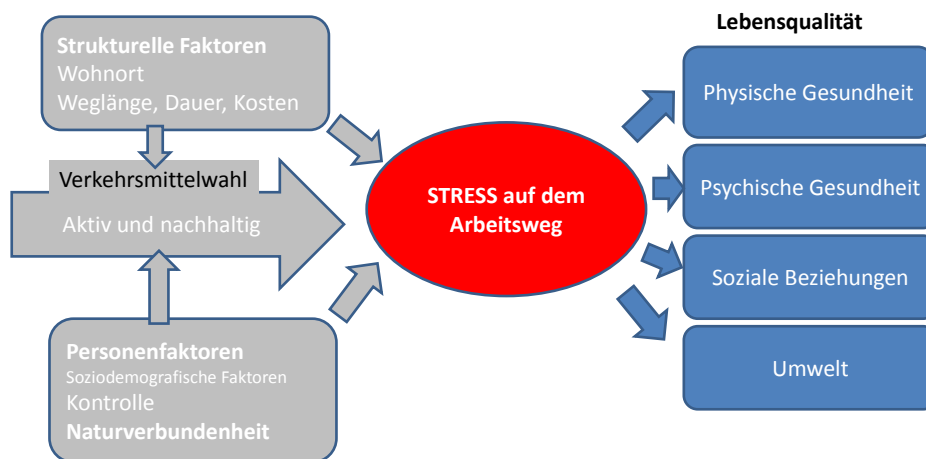 Strukturelle Faktoren
Wohnort
Weglänge, Dauer, Kosten
Verkehrsmittelwahl
Aktiv und nachhaltig
Personenfaktoren
Soziodemografische Faktoren
Kontrolle
Naturverbundenheit
STRESS auf dem
Arbeitsweg
Lebensqualität
Physische Gesundheit
Psychische Gesundheit
Soziale Beziehungen
Umwelt